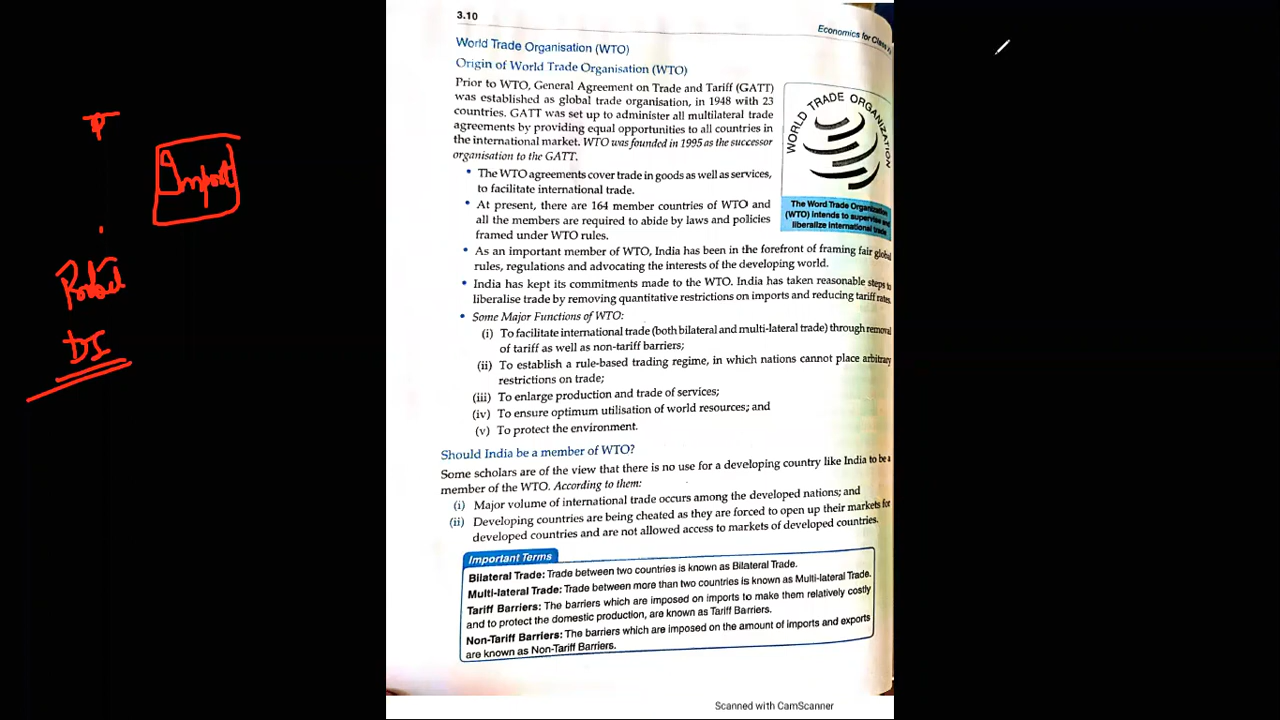 3.10
Economics for Class
World Trade Organisation (WTO)
Origin of World Trade Organisation (WTO)
Prior to WTO, General Agreement on Trade and Tariff (GATT)
was established as global trade organisation, in 1948 with 23
countries. GATT was set up to administer all multilateral trade
agreements by providing equal opportunities to all countries in
the international market. WTO was founded in 1995 as the successor
organisation to the GATT.
WORLD TRADE ORGANIZATION
The Word Trade Organization
(WTO) intends to supervise and
liberalize international trade
• The WTO agreements cover trade in goods as well as services,
to facilitate international trade.
• At present, there are 164 member countries of WTO and
all the members are required to abide by laws and policies
framed under WTO rules.
• As an important member of WTO, India has been in the forefront of framing fair global
rules, regulations and advocating the interests of the developing world.
• India has kept its commitments made to the WTO. India has taken reasonable steps to
liberalise trade by removing quantitative restrictions on imports and reducing tariff rates.
• Some Major Functions of WTO:
(i) To facilitate international trade (both bilateral and multi-lateral trade) through removal
of tariff as well as non-tariff barriers;
(ii) To establish a rule-based trading regime, in which nations cannot place arbitrary
restrictions on trade;
(iii) To enlarge production and trade of services;
(iv) To ensure optimum utilisation of world resources; and
(v) To protect the environment.
Should India be a member of WTO?
Some scholars are of the view that there is no use for a developing country like India to be a
member of the WTO. According to them:
(i) Major volume of international trade occurs among the developed nations; and
(ii) Developing countries are being cheated as they are forced to open up their markets for
developed countries and are not allowed access to markets of developed countries.
Important Terms
Bilateral Trade: Trade between two countries is known as Bilateral Trade.
Multi-lateral Trade: Trade between more than two countries is known as Multi-lateral Trade.
Tariff Barriers: The barriers which are imposed on imports to make them relatively costly
and to protect the domestic production, are known as Tariff Barriers.
Non-Tariff Barriers: The barriers which are imposed on the amount of imports and exports
are known as Non-Tariff Barriers.
Scanned with CamScanner
Import
DI